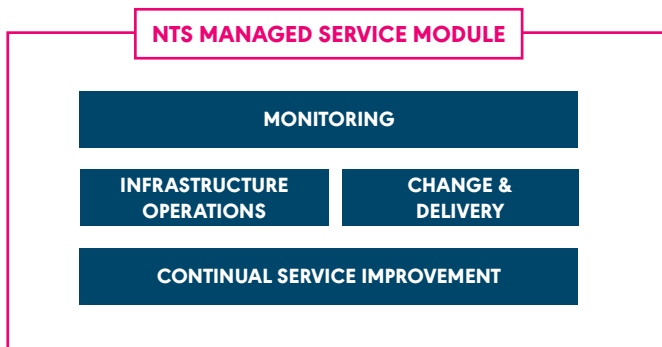 NTS MANAGED SERVICE MODULE
MONITORING
INFRASTRUCTURE
OPERATIONS
CHANGE &
DELIVERY
CONTINUAL SERVICE IMPROVEMENT